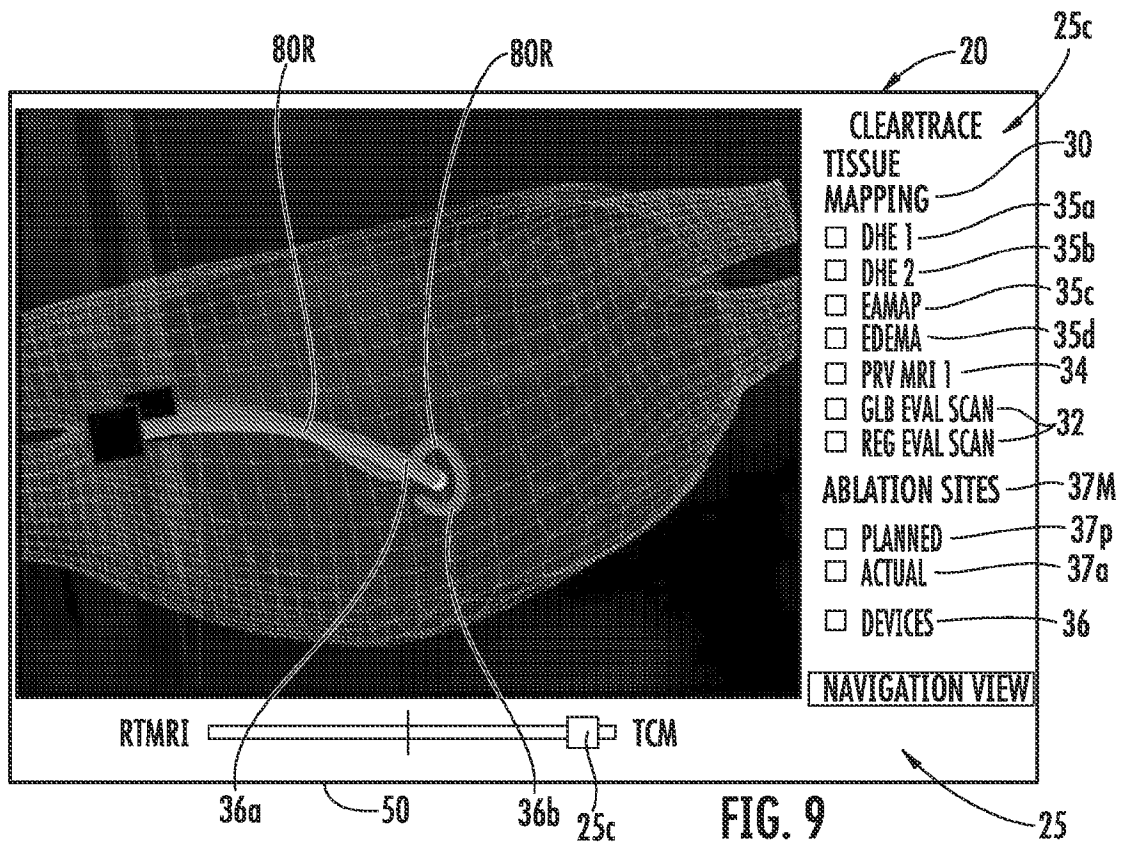 80R
80R
20
25c
CLEARTRACE
TISSUE
MAPPING
30
DHE 1
35a
DHE 2
35b
EAMAP
35c
EDEMA
35d
PRV MRI 1
34
GLB EVAL SCAN
REG EVAL SCAN
32
ABLATION SITES
37M
PLANNED
37p
ACTUAL
37a
DEVICES
36
NAVIGATION VIEW
RTMRI
TCM
36a
50
36b
25c
FIG. 9
25